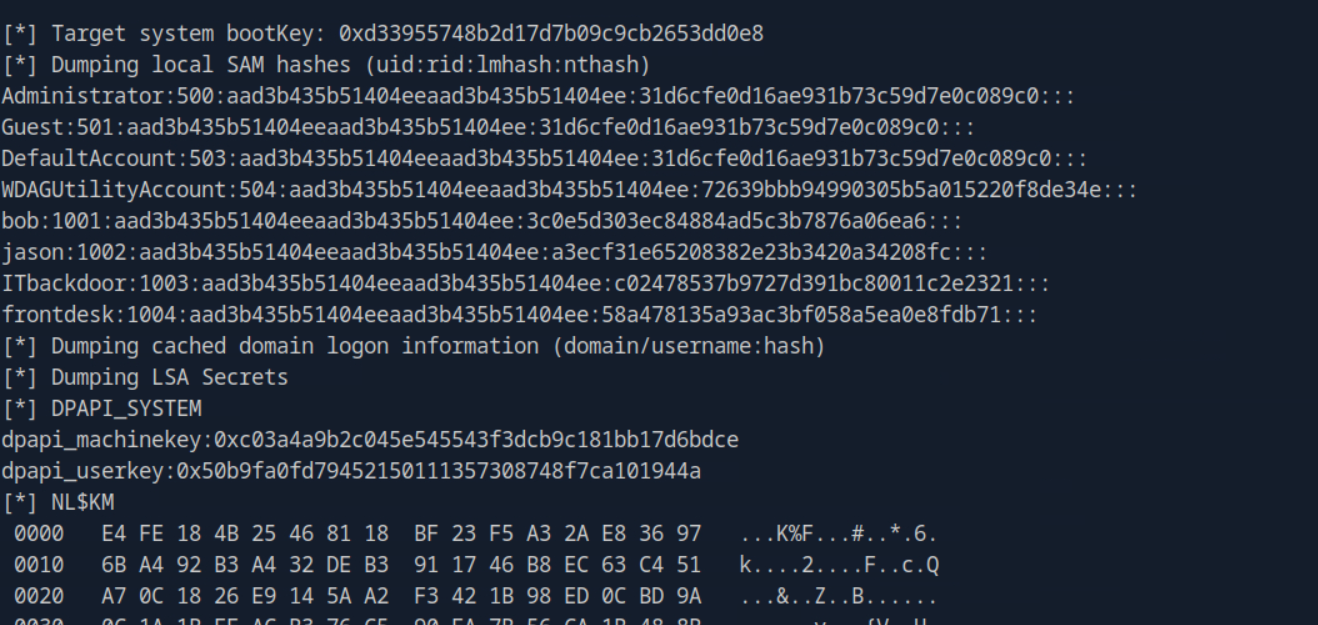 [*] Target system bootKey: 0xd33955748b2d17d7b09c9cb2653dd0e8
[*] Dumping local SAM hashes (uid:rid:lmhash:nthash)
Administrator:500:aad3b435b51404eeaad3b435b51404ee:31d6cfe0d16ae931b73c59d7e0c089c0:::
Guest:501:aad3b435b51404eeaad3b435b51404ee:31d6cfe0d16ae931b73c59d7e0c089c0:::
DefaultAccount:503:aad3b435b51404eeaad3b435b51404ee:31d6cfe0d16ae931b73c59d7e0c089c0:::
WDAGUtilityAccount:504:aad3b435b51404eeaad3b435b51404ee:72639bbb94990305b5a015220f8de34e:::
bob:1001:aad3b435b51404eeaad3b435b51404ee:3c0e5d303ec84884ad5c3b7876a06ea6:::
jason:1002:aad3b435b51404eeaad3b435b51404ee:a3ecf31e65208382e23b3420a34208fc:::
ITbackdoor:1003:aad3b435b51404eeaad3b435b51404ee:c02478537b9727d391bc80011c2e2321:::
frontdesk:1004:aad3b435b51404eeaad3b435b51404ee:58a478135a93ac3bf058a5ea0e8fdb71:::
[*] Dumping cached domain logon information (domain/username:hash)
[*] Dumping LSA Secrets
[*] DPAPI_SYSTEM
dpapi_machinekey:0xc03a4a9b2c045e545543f3dcb9c181bb17d6bdce
dpapi_userkey:0x50b9fa0fd79452150111357308748f7ca101944a
[*] NL$KM
0000   E4 FE 18 4B 25 46 81 18  BF 23 F5 A3 2A E8 36 97   ...K%F...#..*.6.
0010   6B A4 92 B3 A4 32 DE B3  91 17 46 B8 EC 63 C4 51   k....2....F..c.Q
0020   A7 0C 18 26 E9 14 5A A2  F3 42 1B 98 ED 0C BD 9A   ...&..Z..B......